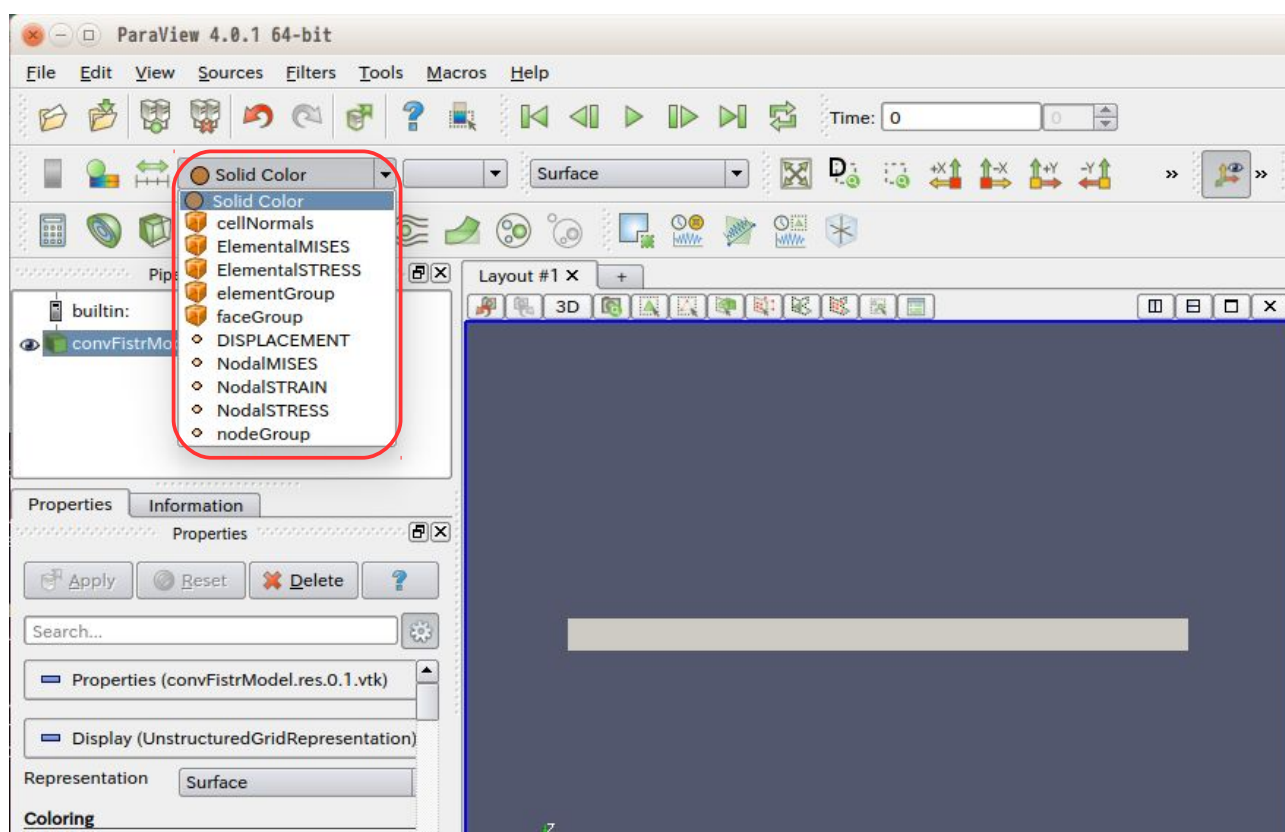 ParaView 4.0.1 64-bit
File Edit View Sources Filters Tools Macros Help
Time: 0 0
Solid Color Surface +X -X +Y -Y » »
Solid Color
cellNormals
ElementalMISES
ElementalSTRESS
elementGroup
faceGroup
DISPLACEMENT
NodalMISES
NodalSTRAIN
NodalSTRESS
nodeGroup
Pip
builtin:
convFistrMo
Layout #1 X +
3D
Properties Information
Properties
Apply Reset Delete ?
Search...
Properties (convFistrModel.res.0.1.vtk)
Display (UnstructuredGridRepresentation)
Representation Surface
Coloring
Z